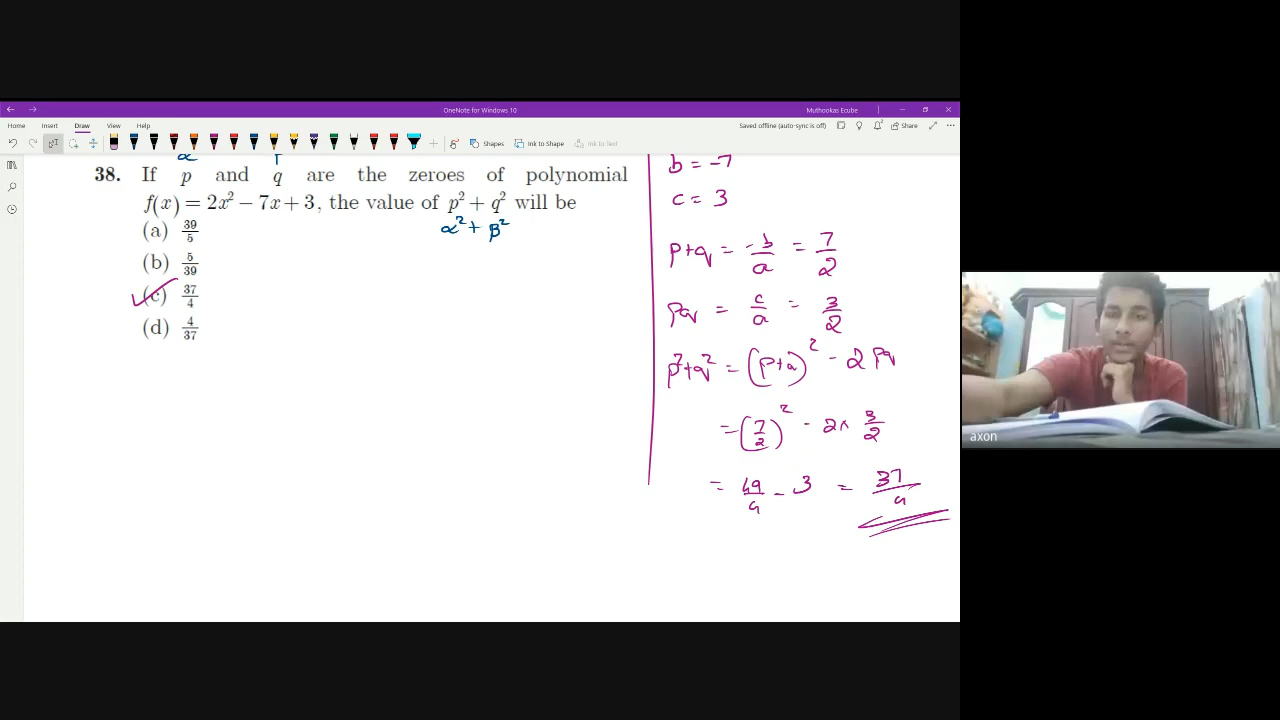 OneNote for Windows 10
Muthookas Ecube
Home Insert Draw View Help
Saved offline (auto-sync is off) Share
Shapes Ink to Shape Ink to Text
α
38. If p and q are the zeroes of polynomial
f(x) = 2x² − 7x + 3, the value of p² + q² will be
α² + β²
(a) 39/5
(b) 5/39
(c) 37/4
(d) 4/37
b = -7
c = 3
p+q = -b/a = 7/2
pq = c/a = 3/2
p²+q² = (p+q)² - 2pq
= (7/2)² - 2× 3/2
= 49/4 - 3 = 37/4
axon